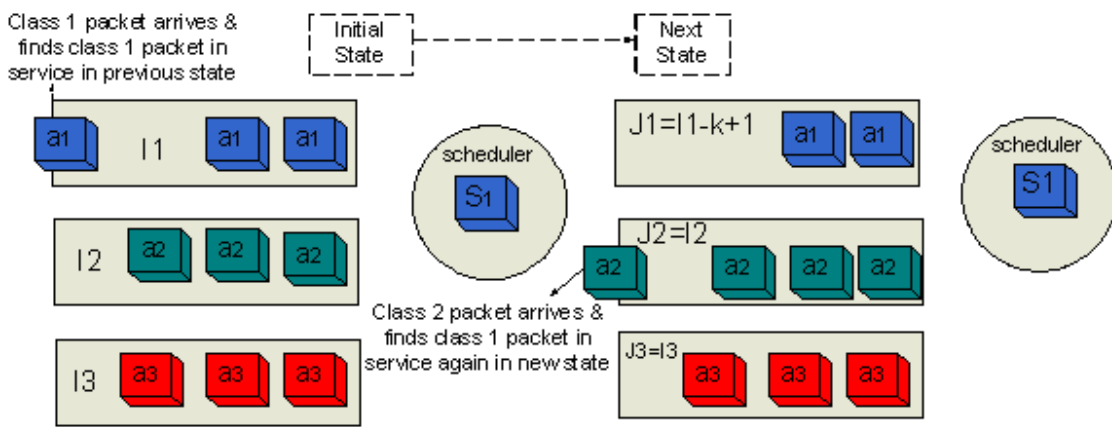 Class 1 packet arrives &
finds class 1 packet in
service in previous state
Initial
State
Next
State
a1
I1
a1
a1
scheduler
S1
J1=I1-k+1
a1
a1
scheduler
S1
I2
a2
a2
a2
J2=I2
a2
a2
a2
a2
Class 2 packet arrives &
finds class 1 packet in
service again in new state
I3
a3
a3
a3
J3=I3
a3
a3
a3